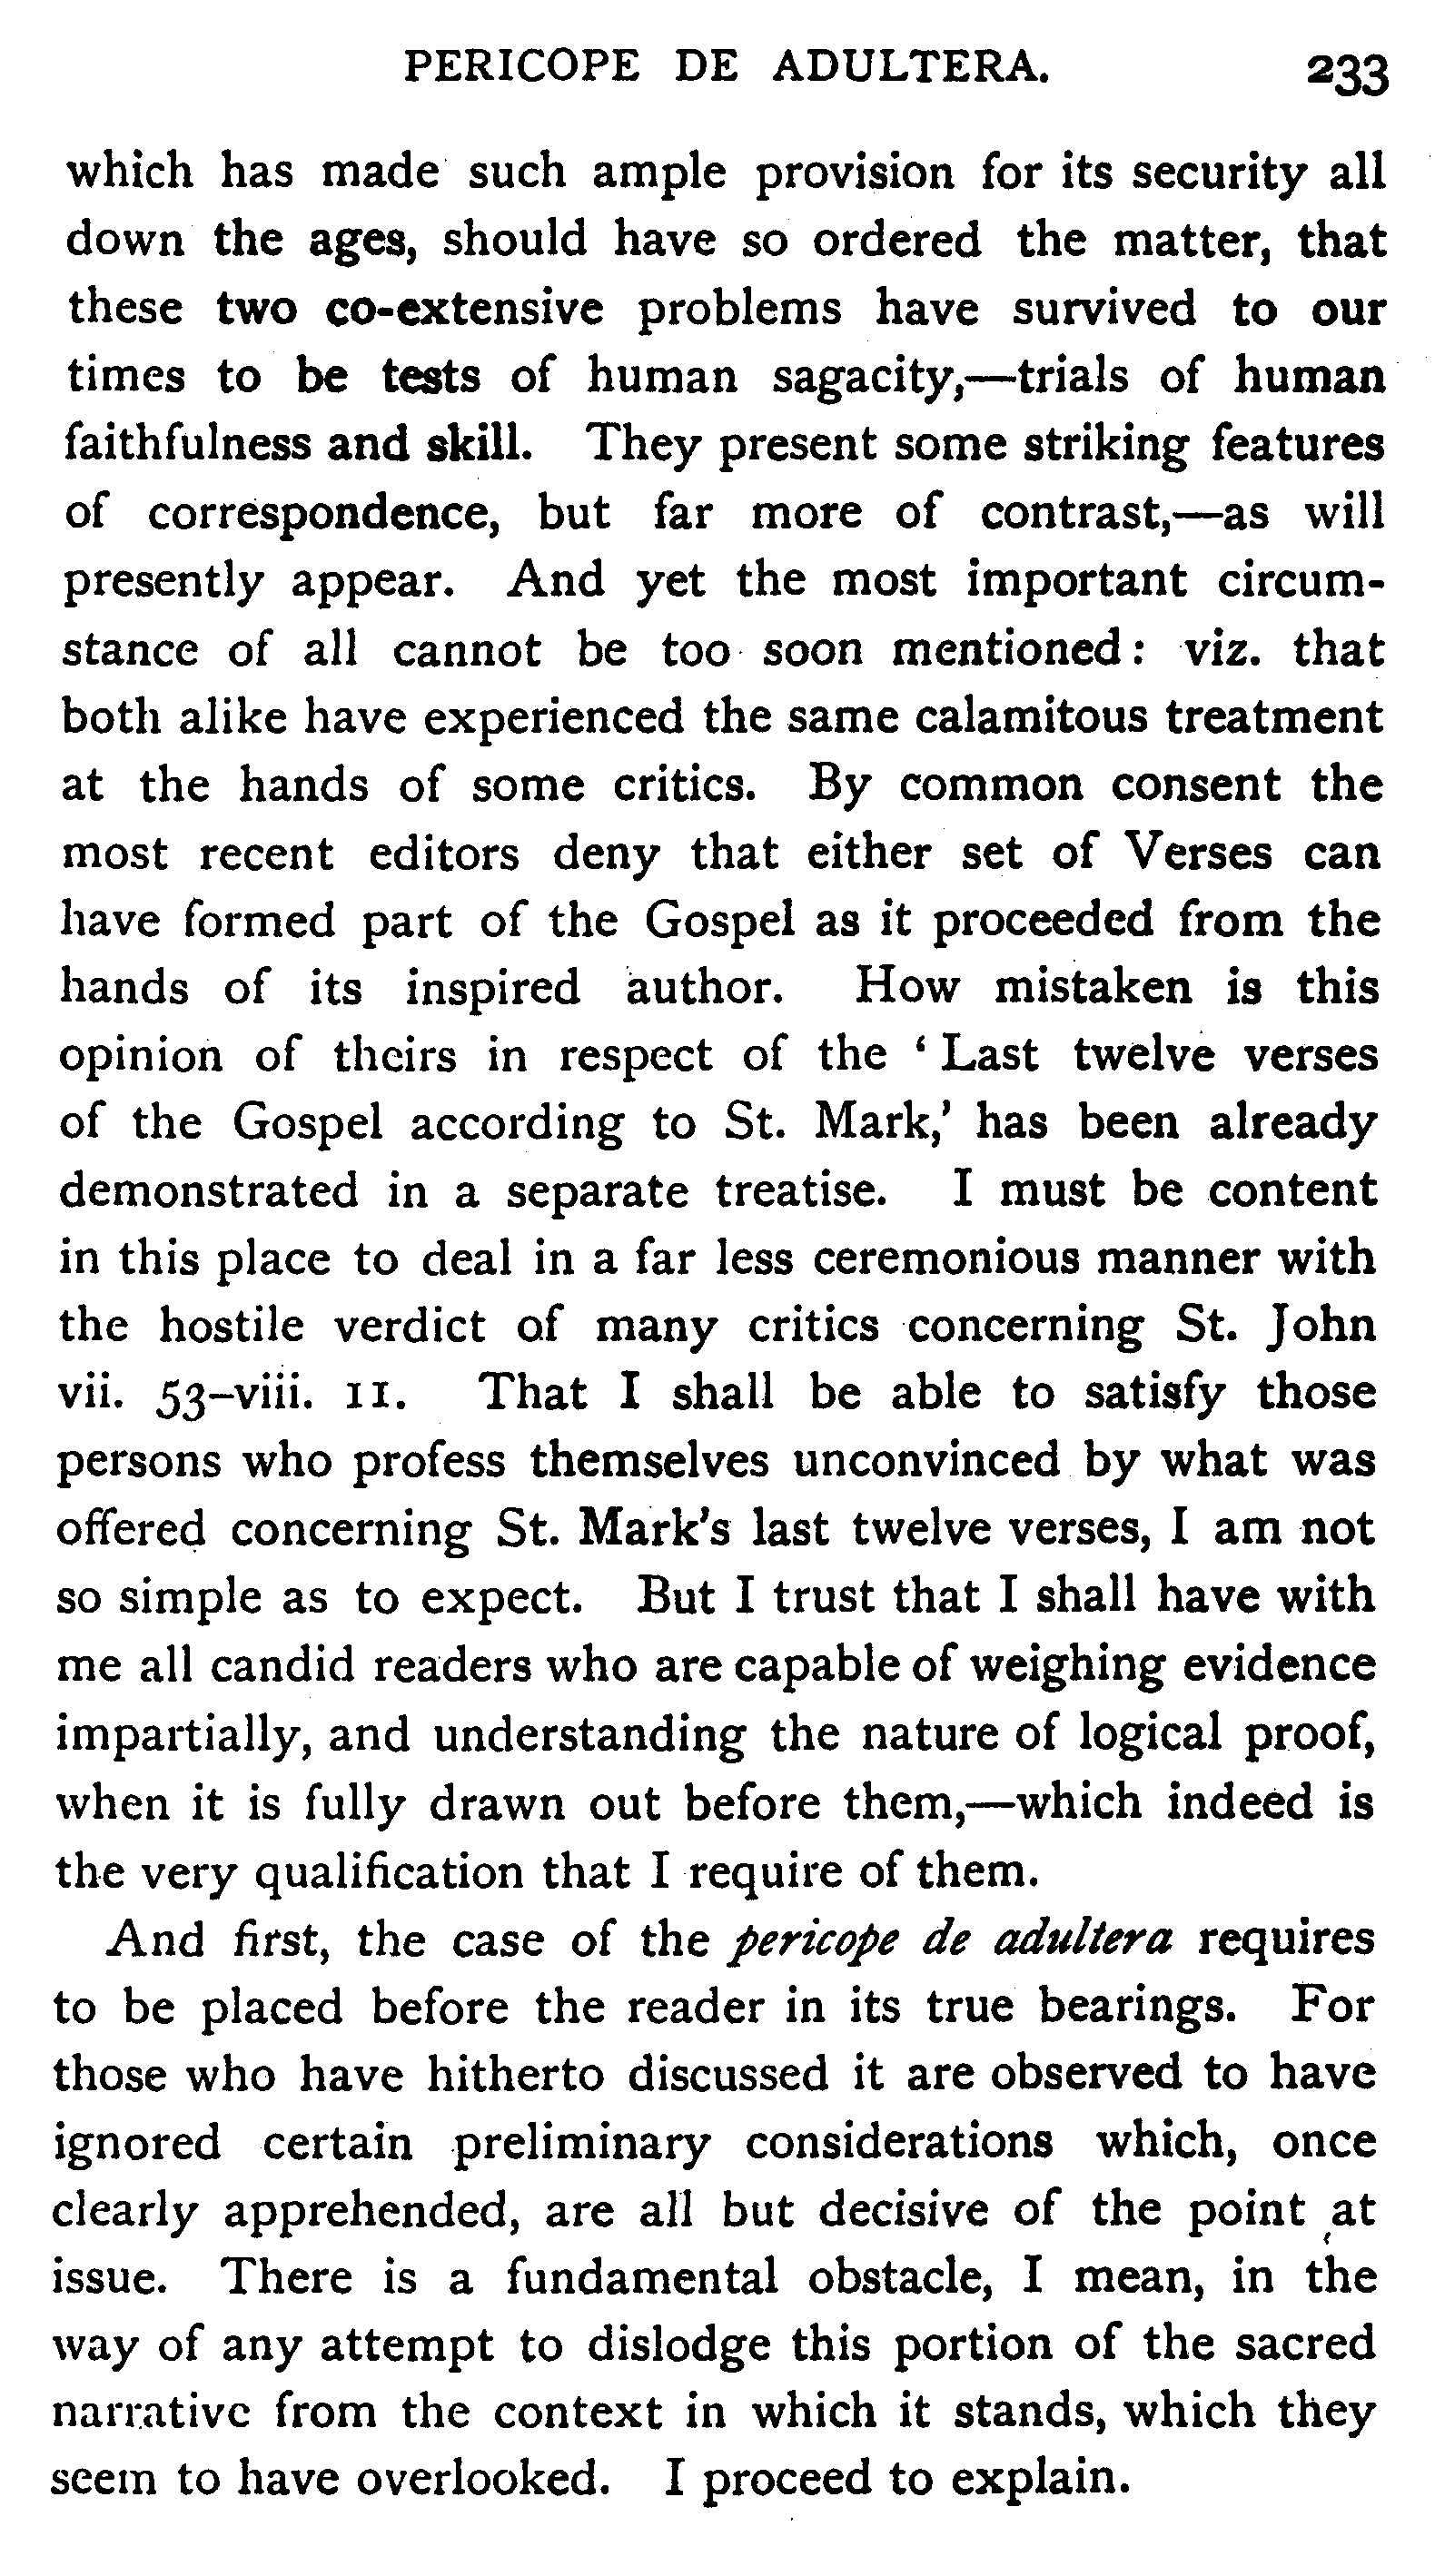 PERICOPE DE ADULTERA. 233
which has made such ample provision for its security all
down the ages, should have so ordered the matter, that
these two co-extensive problems have survived to our
times to be tests of human sagacity,—trials of human
faithfulness and skill. They present some striking features
of correspondence, but far more of contrast,—as will
presently appear. And yet the most important circum-
stance of all cannot be too soon mentioned: viz. that
both alike have experienced the same calamitous treatment
at the hands of some critics. By common consent the
most recent editors deny that either set of Verses can
have formed part of the Gospel as it proceeded from the
hands of its inspired author. How mistaken is this
opinion of theirs in respect of the ‘Last twelve verses
of the Gospel according to St. Mark,’ has been already
demonstrated in a separate treatise. I must be content
in this place to deal in a far less ceremonious manner with
the hostile verdict of many critics concerning St. John
vii. 53–viii. 11. That I shall be able to satisfy those
persons who profess themselves unconvinced by what was
offered concerning St. Mark's last twelve verses, I am not
so simple as to expect. But I trust that I shall have with
me all candid readers who are capable of weighing evidence
impartially, and understanding the nature of logical proof,
when it is fully drawn out before them,—which indeed is
the very qualification that I require of them.
And first, the case of the pericope de adultera requires
to be placed before the reader in its true bearings. For
those who have hitherto discussed it are observed to have
ignored certain preliminary considerations which, once
clearly apprehended, are all but decisive of the point at
issue. There is a fundamental obstacle, I mean, in the
way of any attempt to dislodge this portion of the sacred
narrative from the context in which it stands, which they
seem to have overlooked. I proceed to explain.